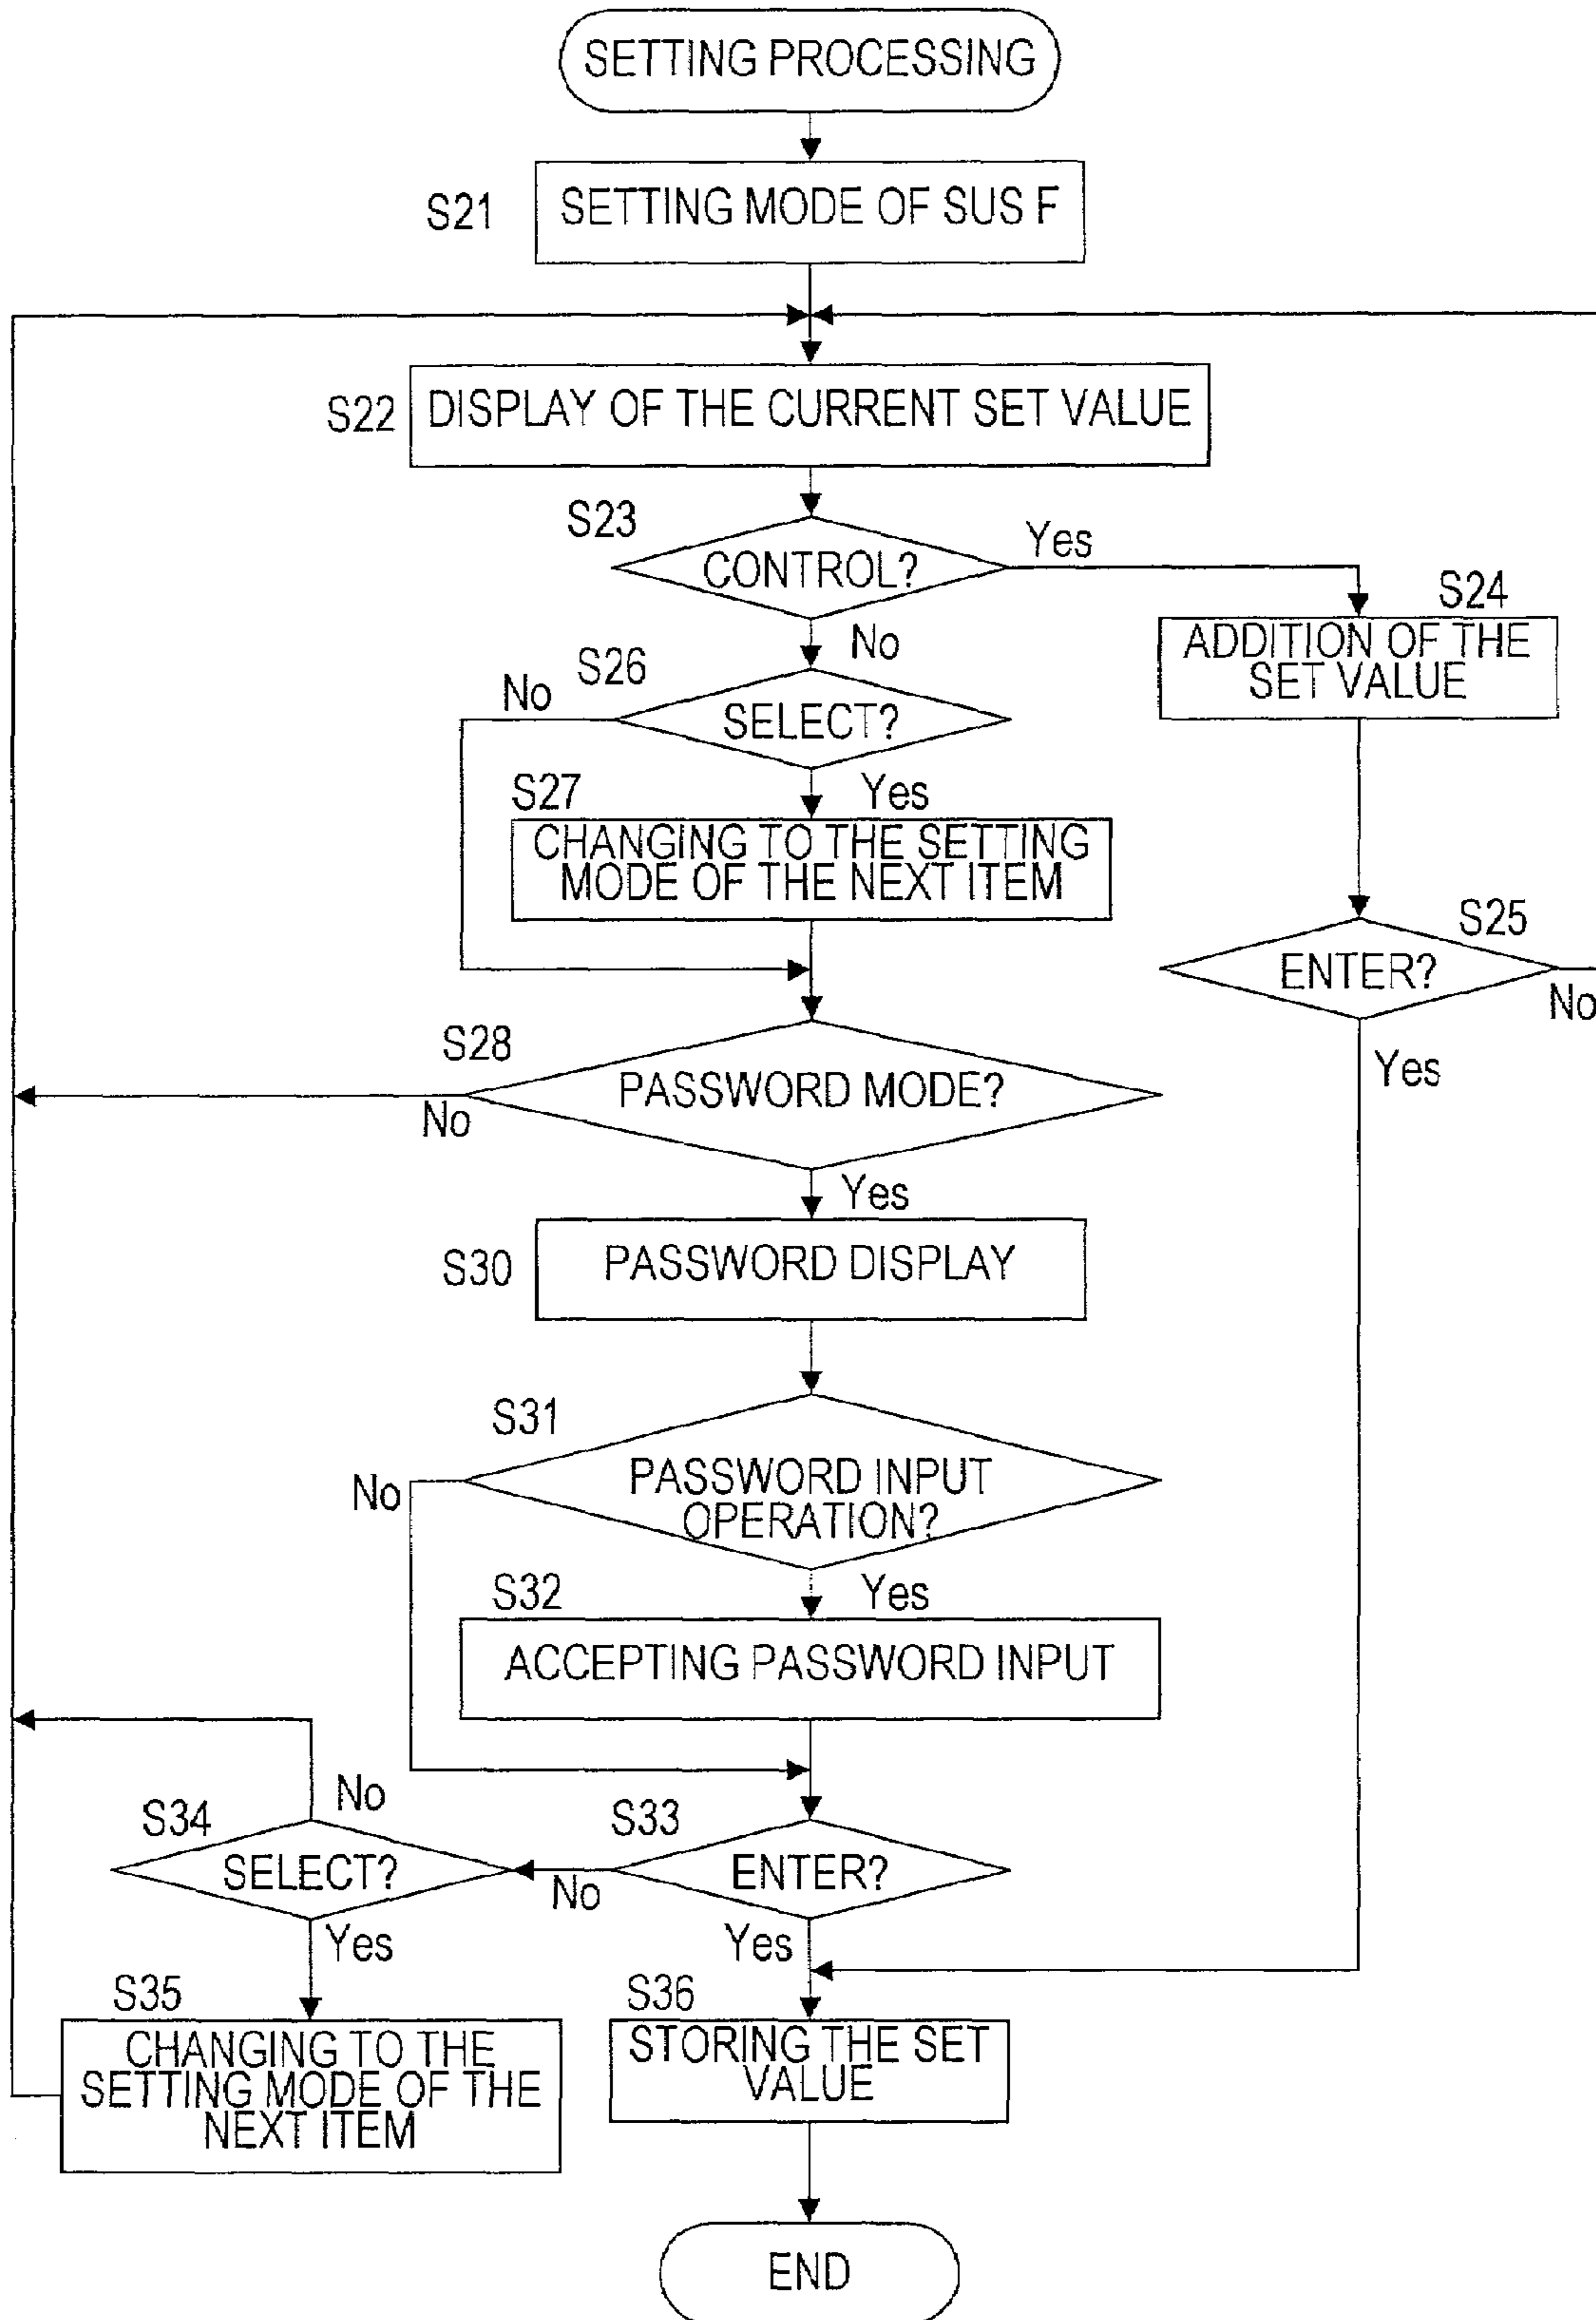 SETTING PROCESSING
S21
SETTING MODE OF SUS F
S22
DISPLAY OF THE CURRENT SET VALUE
S23
CONTROL?
Yes
No
S24
ADDITION OF THE
SET VALUE
S26
No
SELECT?
S27
Yes
CHANGING TO THE SETTING
MODE OF THE NEXT ITEM
S25
ENTER?
No
Yes
S28
PASSWORD MODE?
No
Yes
S30
PASSWORD DISPLAY
S31
No
PASSWORD INPUT
OPERATION?
S32
Yes
ACCEPTING PASSWORD INPUT
No
S34
SELECT?
S33
ENTER?
No
Yes
Yes
S35
CHANGING TO THE
SETTING MODE OF THE
NEXT ITEM
S36
STORING THE SET
VALUE
END